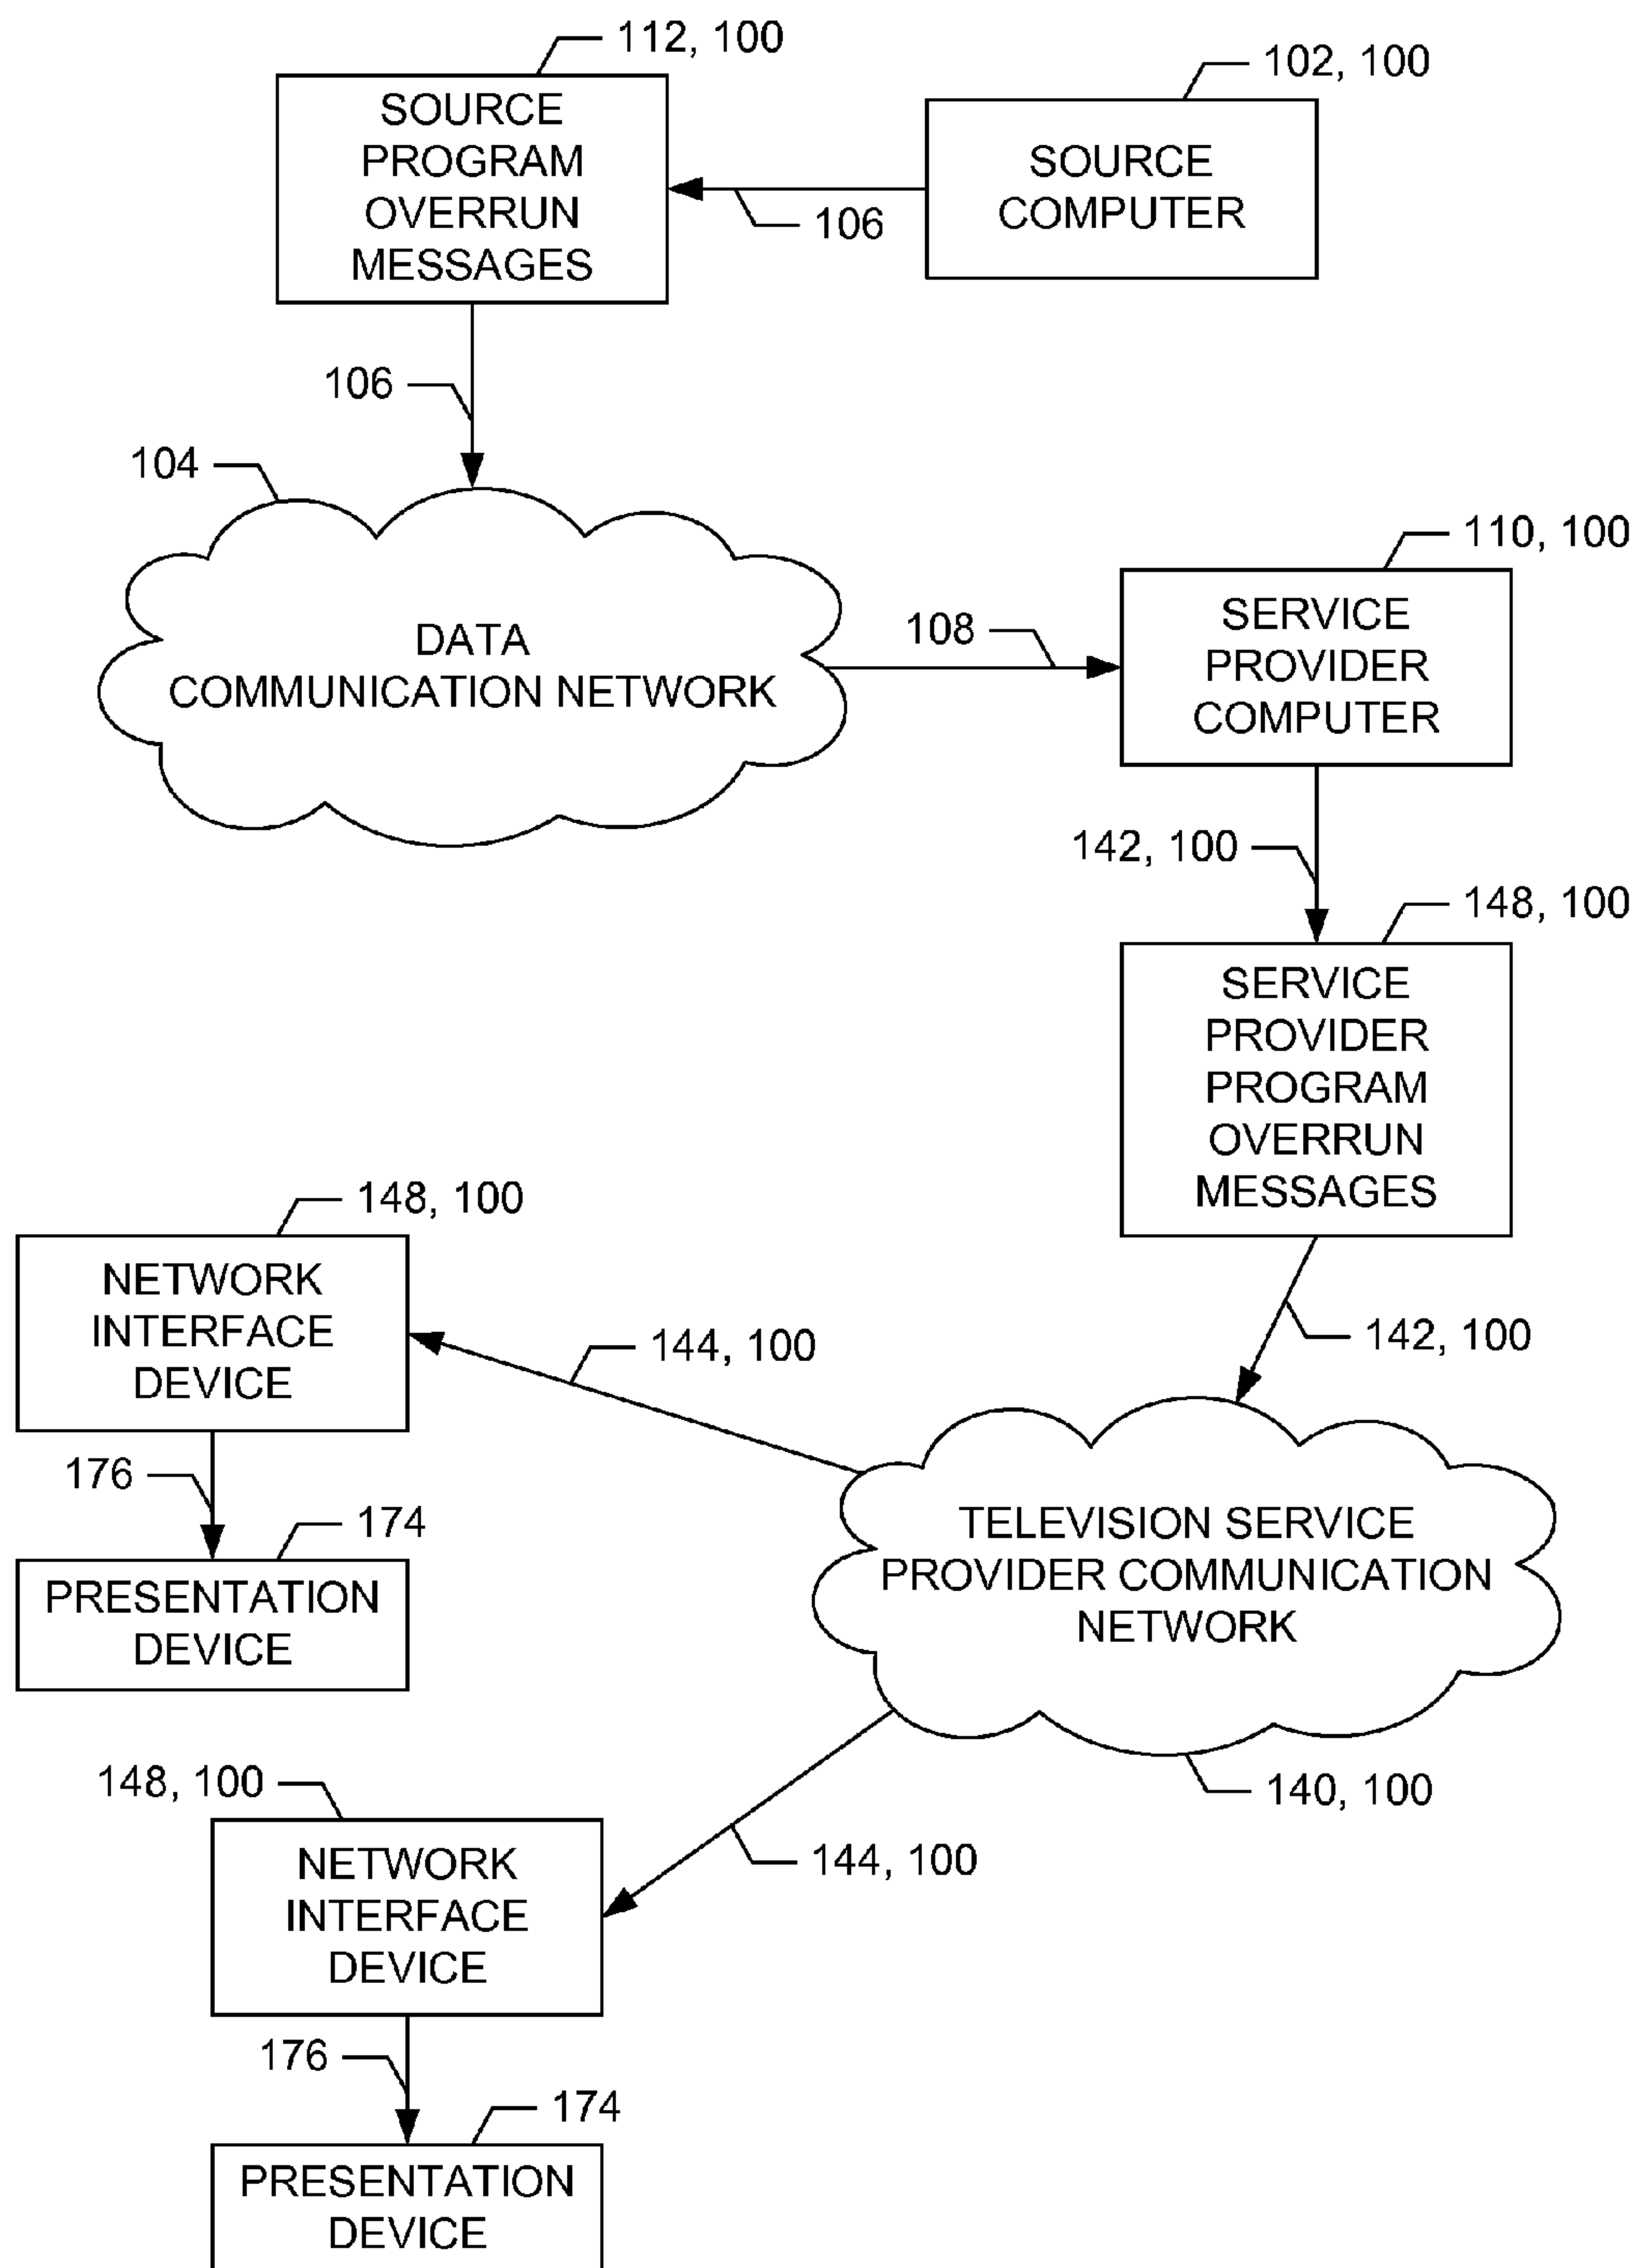 112, 100
102, 100
SOURCE
PROGRAM
OVERRUN
MESSAGES
SOURCE
COMPUTER
106
106
104
DATA
COMMUNICATION NETWORK
108
110, 100
SERVICE
PROVIDER
COMPUTER
142, 100
148, 100
SERVICE
PROVIDER
PROGRAM
OVERRUN
MESSAGES
148, 100
NETWORK
INTERFACE
DEVICE
144, 100
142, 100
176
174
PRESENTATION
DEVICE
TELEVISION SERVICE
PROVIDER COMMUNICATION
NETWORK
140, 100
148, 100
NETWORK
INTERFACE
DEVICE
144, 100
176
174
PRESENTATION
DEVICE